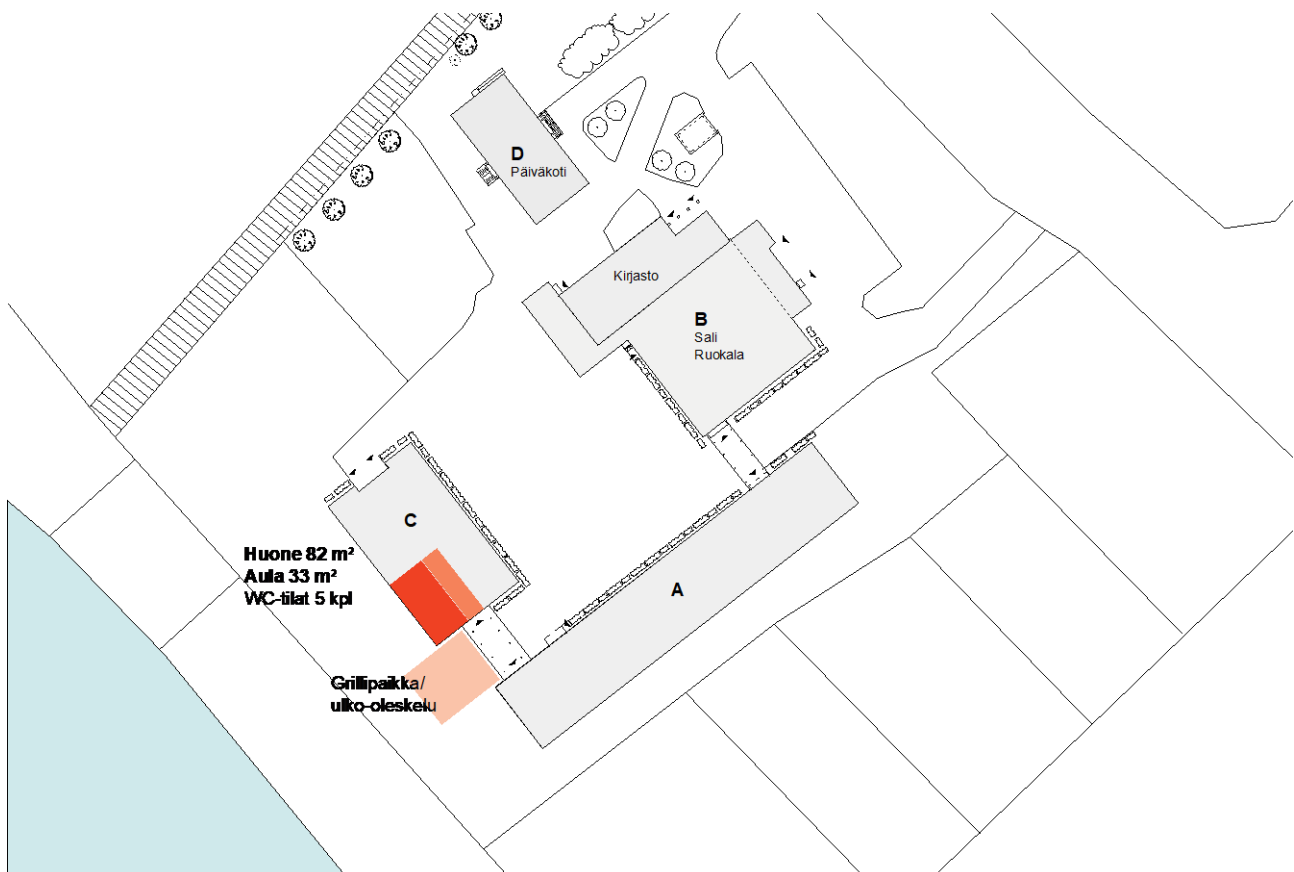 D
Päiväkoti
Kirjasto
B
Sali
Ruokala
C
Huone 82 m²
Aula 33 m²
WC-tilat 5 kpl
A
Grillipaikka/
ulko-oleskelu